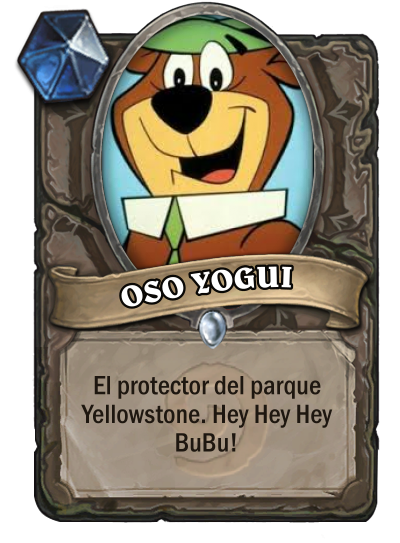 OSO YOGUI
El protector del parque
Yellowstone. Hey Hey Hey
BuBu!